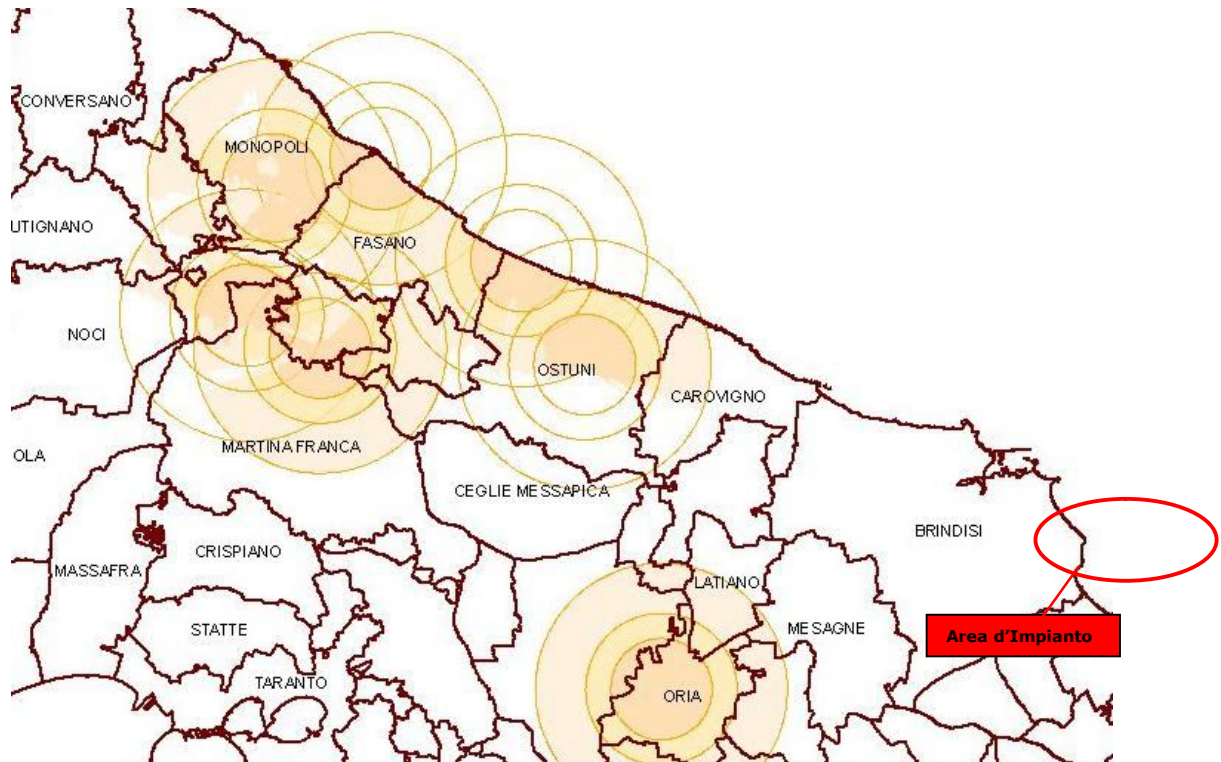 CONVERSANO
MONOPOLI
UTIGNANO
FASANO
NOCI
OSTUNI
CAROVIGNO
MARTINA FRANCA
OLA
CEGLIE MESSAPICA
BRINDISI
CRISPIANO
MASSAFRA
LATIANO
STATTE
MESAGNE
Area d'Impianto
TARANTO
ORIA